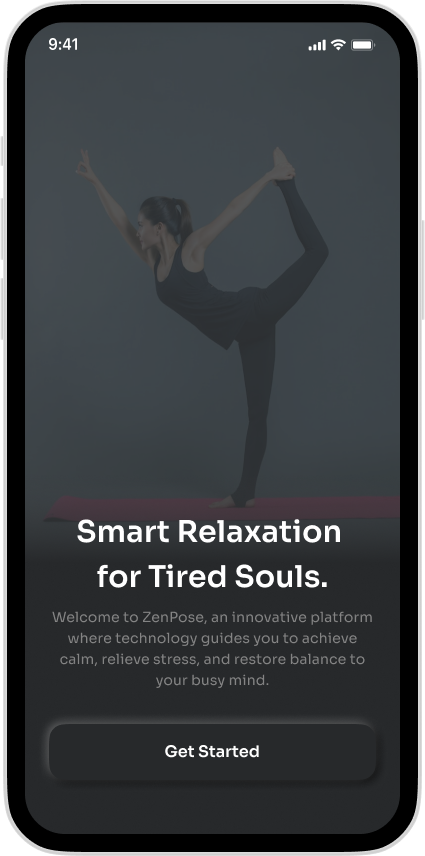 9:41
Smart Relaxation
for Tired Souls.
Welcome to ZenPose, an innovative platform
where technology guides you to achieve
calm, relieve stress, and restore balance to
your busy mind.
Get Started